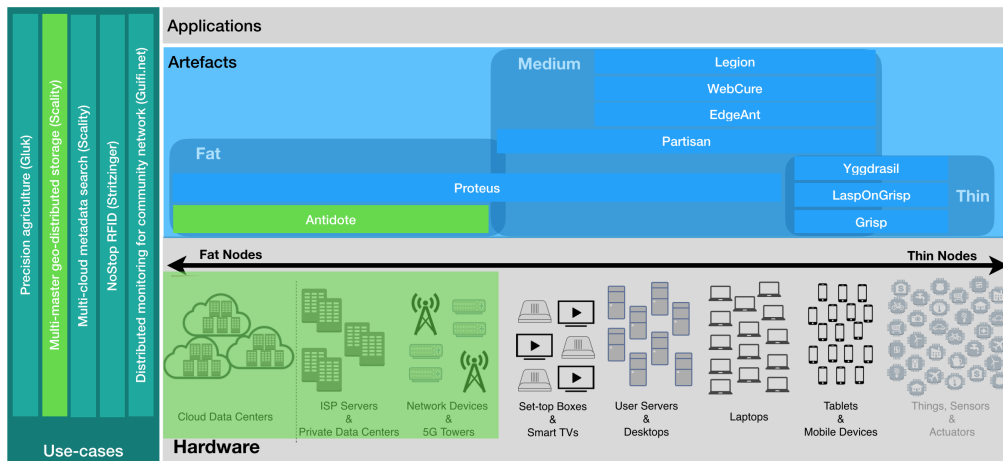 Precision agriculture (Gluk)
Multi-master geo-distributed storage (Scality)
Multi-cloud metadata search (Scality)
NoStop RFID (Stritzinger)
Distributed monitoring for community network (Guifi.net)
Use-cases
Applications
Artefacts
Medium
Legion
WebCure
EdgeAnt
Partisan
Fat
Proteus
Antidote
Yggdrasil
LaspOnGrisp
Grisp
Thin
Fat Nodes
Thin Nodes
Cloud Data Centers
ISP Servers
&
Private Data Centers
Network Devices
&
5G Towers
Set-top Boxes
&
Smart TVs
User Servers
&
Desktops
Laptops
Tablets
&
Mobile Devices
Things, Sensors
&
Actuators
Hardware